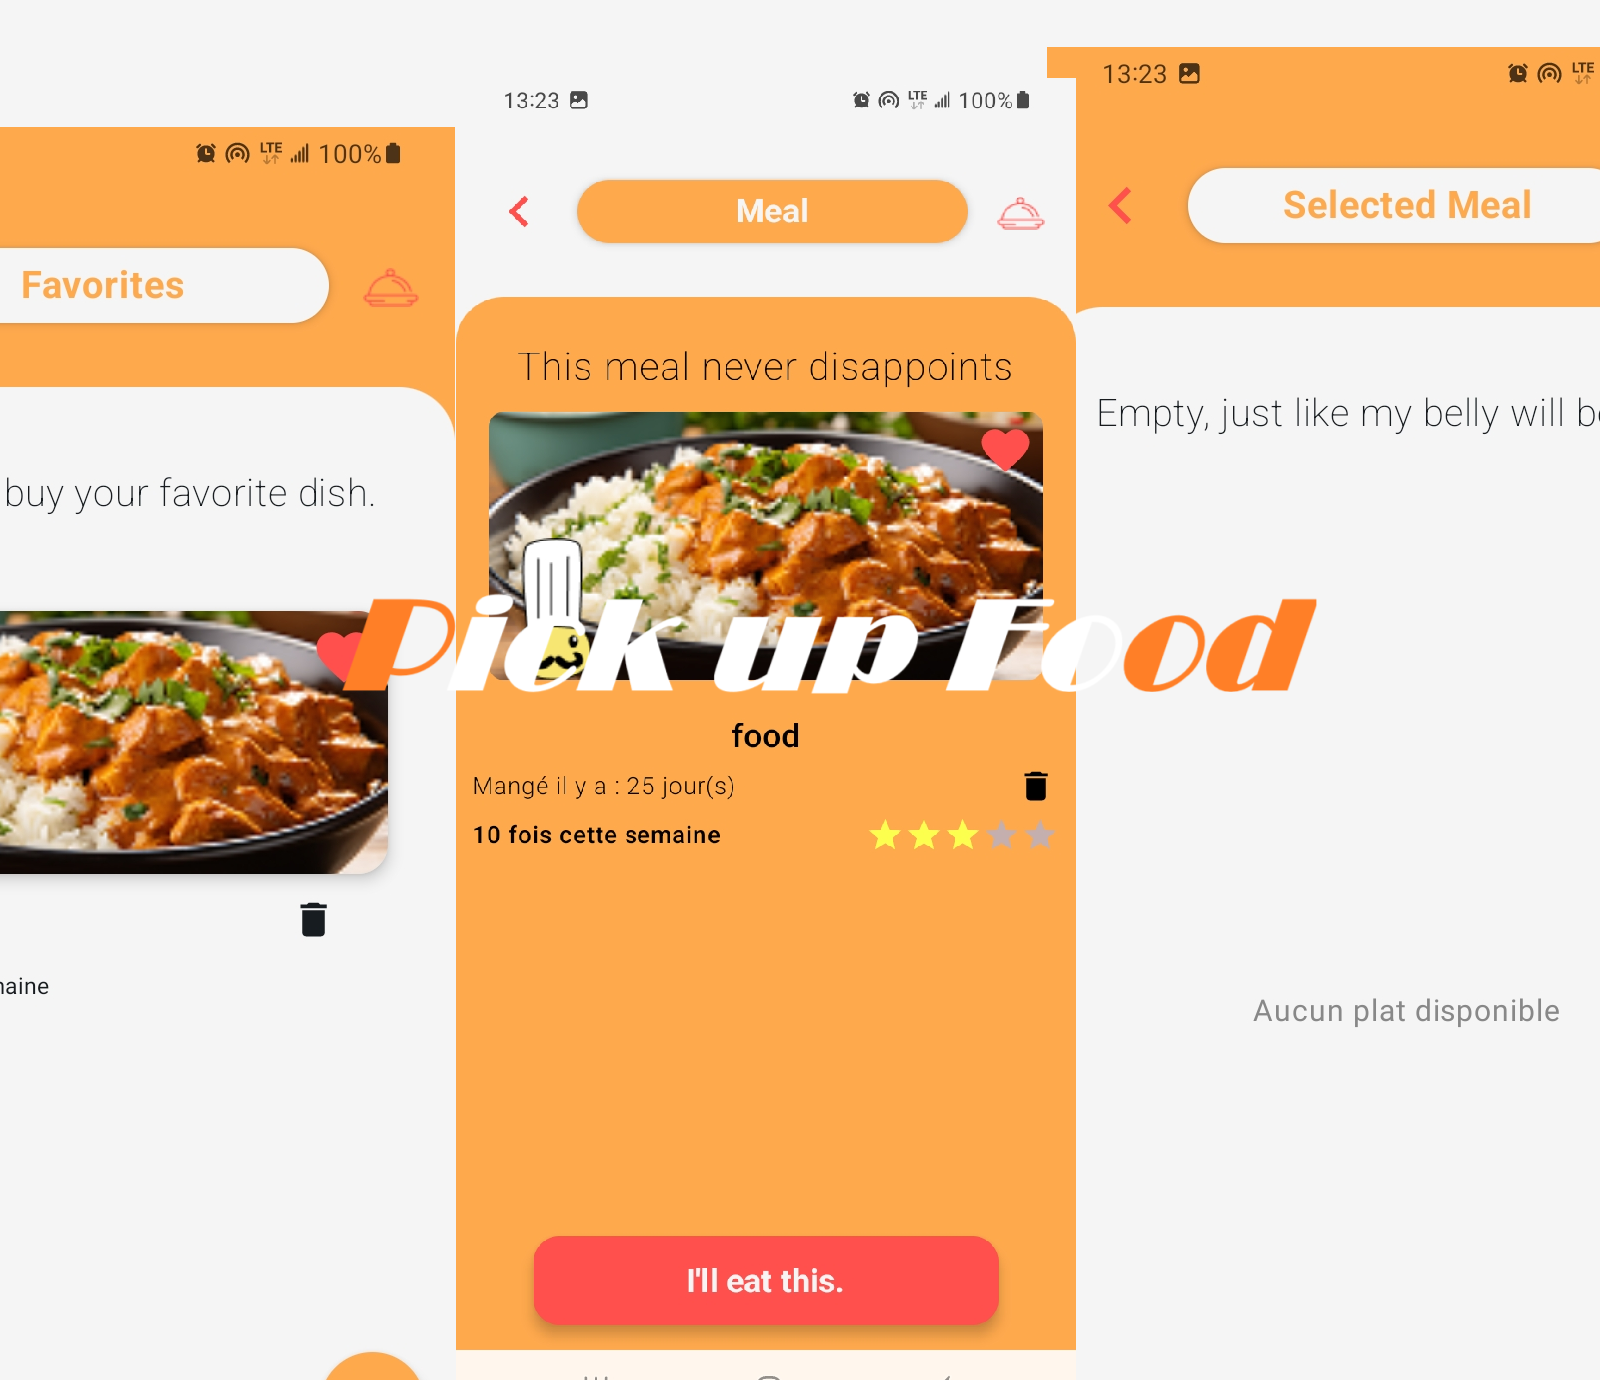 LTE 100%
Favorites
buy your favorite dish.
13:23 LTE 100%
Meal
This meal never disappoints
Pick up Food
food
Mangé il y a : 25 jour(s)
10 fois cette semaine
I'll eat this.
13:23 LTE
Selected Meal
Empty, just like my belly will
Aucun plat disponible